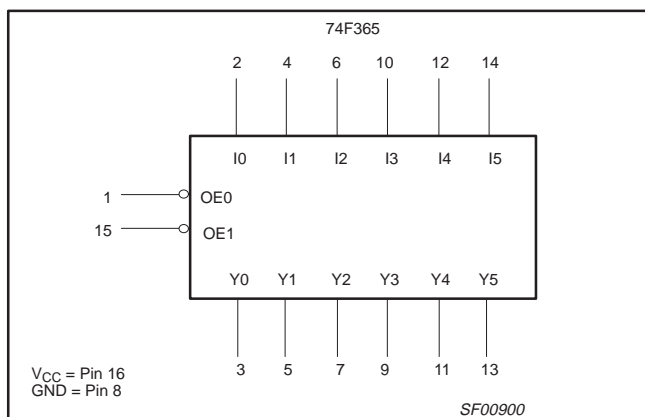 74F365
2 4 6 10 12 14
I0 I1 I2 I3 I4 I5
1 OE0
15 OE1
Y0 Y1 Y2 Y3 Y4 Y5
3 5 7 9 11 13
VCC = Pin 16
GND = Pin 8
SF00900